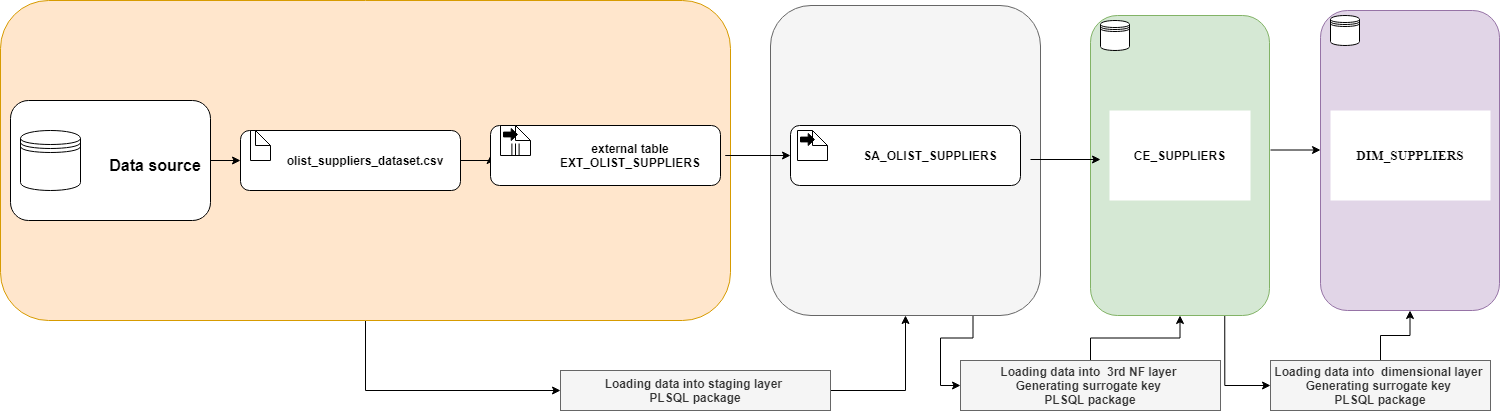 Data source
olist_suppliers_dataset.csv
external table
EXT_OLIST_SUPPLIERS
SA_OLIST_SUPPLIERS
CE_SUPPLIERS
DIM_SUPPLIERS
Loading data into staging layer
PLSQL package
Loading data into 3rd NF layer
Generating surrogate key
PLSQL package
Loading data into dimensional layer
Generating surrogate key
PLSQL package